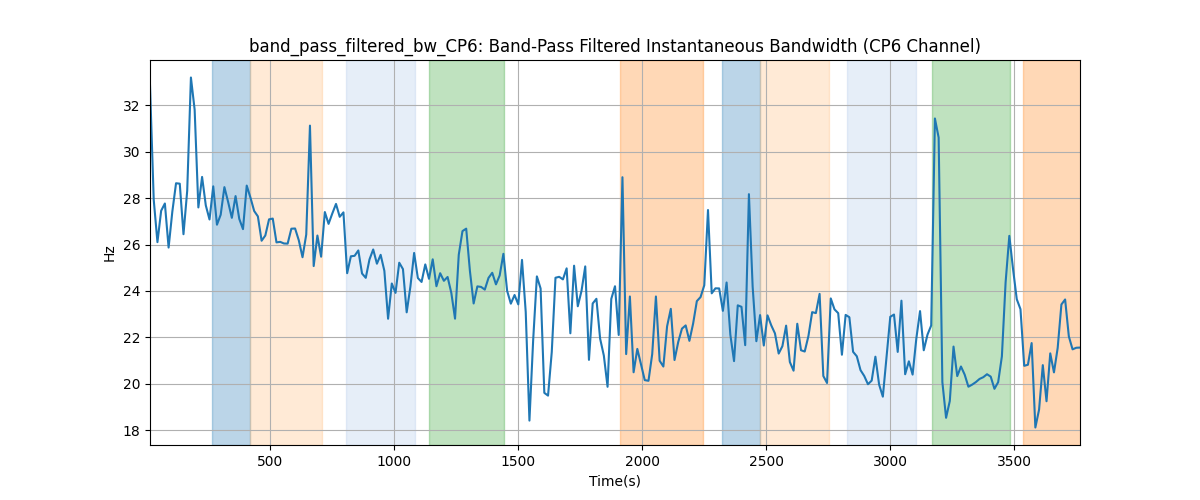 band_pass_filtered_bw_CP6: Band-Pass Filtered Instantaneous Bandwidth (CP6 Channel)
32
30
28
26
24
22
20
18
Hz
500 1000 1500 2000 2500 3000 3500
Time(s)